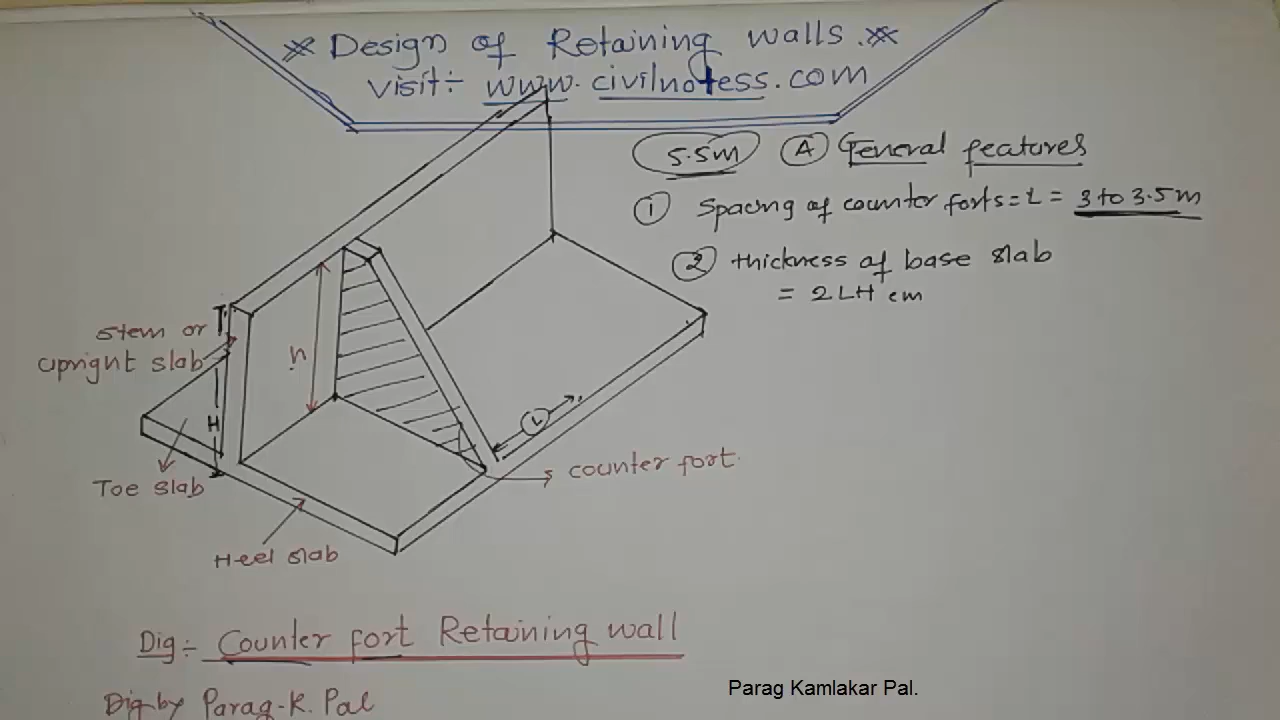 * Design of Retaining walls. *
visit:- www.civilnotess.com
5.5m (A) General features
① Spacing of counter forts = L = 3 to 3.5m
② thickness of base slab
= 2LH cm
stem or
upright slab
h
H
L
Toe slab
counter fort.
Heel slab
Dig:- Counter fort Retaining wall
Dig by Parag.K. Pal
Parag Kamlakar Pal.